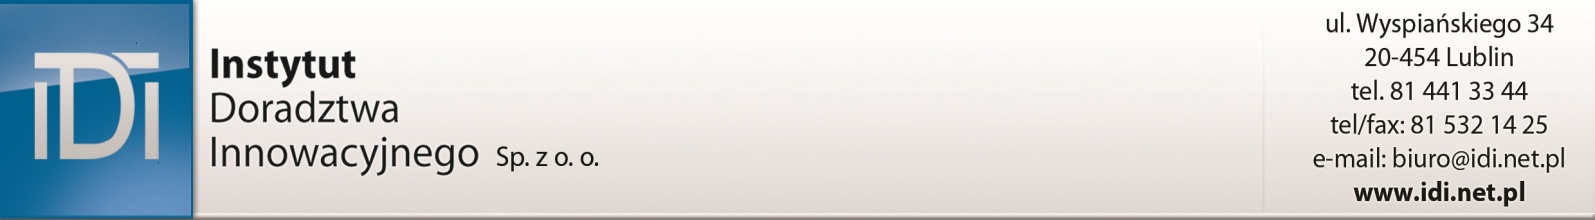 IDI
Instytut
Doradztwa
Innowacyjnego Sp. z o. o.
ul. Wyspiańskiego 34
20-454 Lublin
tel. 81 441 33 44
tel/fax: 81 532 14 25
e-mail: biuro@idi.net.pl
www.idi.net.pl